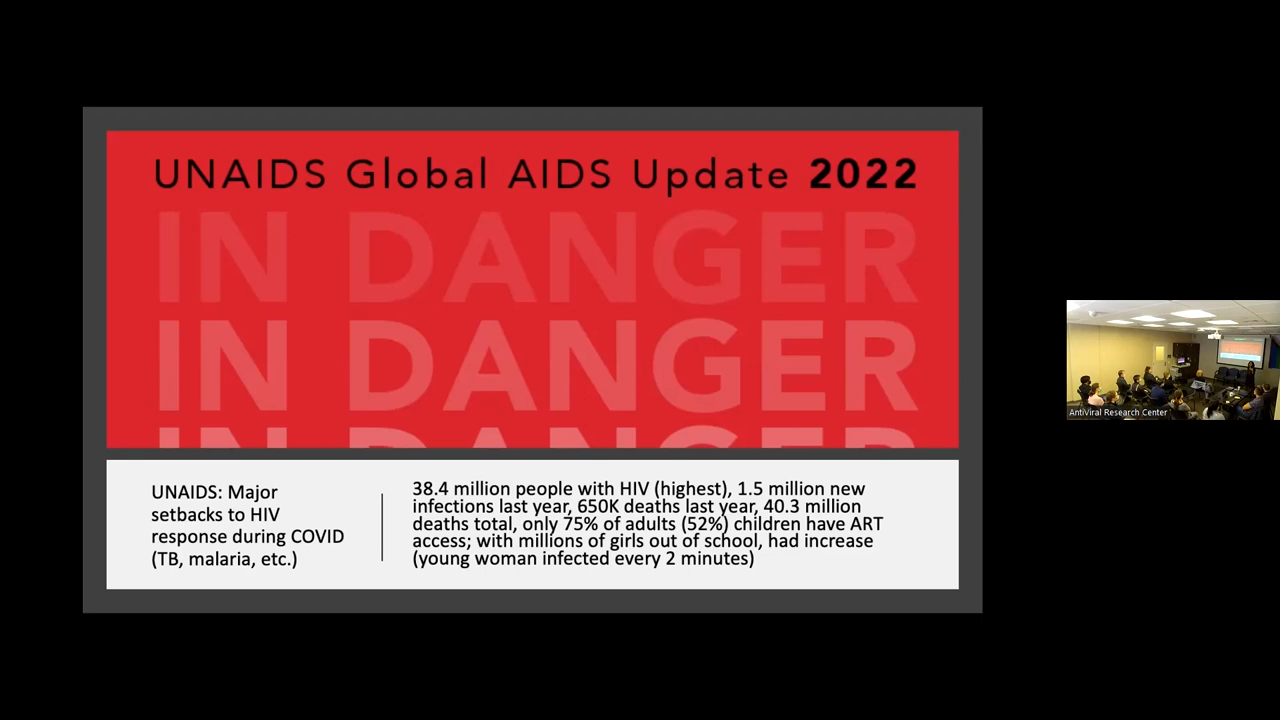 UNAIDS Global AIDS Update 2022
IN DANGER
IN DANGER
IN DANGER
UNAIDS: Major
setbacks to HIV
response during COVID
(TB, malaria, etc.)
38.4 million people with HIV (highest), 1.5 million new
infections last year, 650K deaths last year, 40.3 million
deaths total, only 75% of adults (52%) children have ART
access; with millions of girls out of school, had increase
(young woman infected every 2 minutes)
AntiViral Research Center